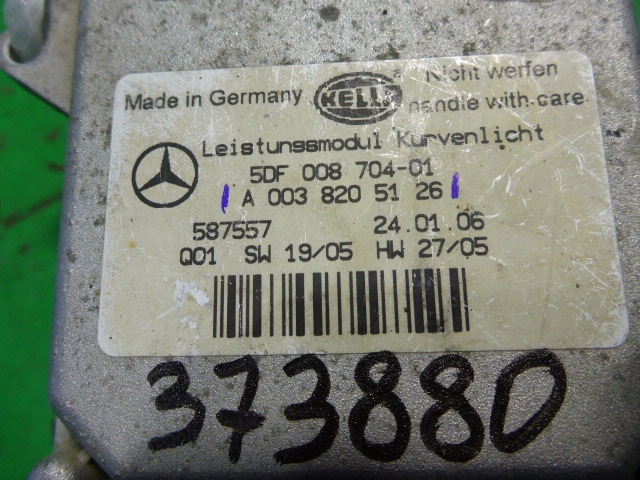 Nicht werfen
Made in Germany HELLA handle with care
Leistungsmodul Kurvenlicht
5DF 008 704-01
A 003 820 51 26
587557 24.01.06
Q01 SW 19/05 HW 27/05
373880